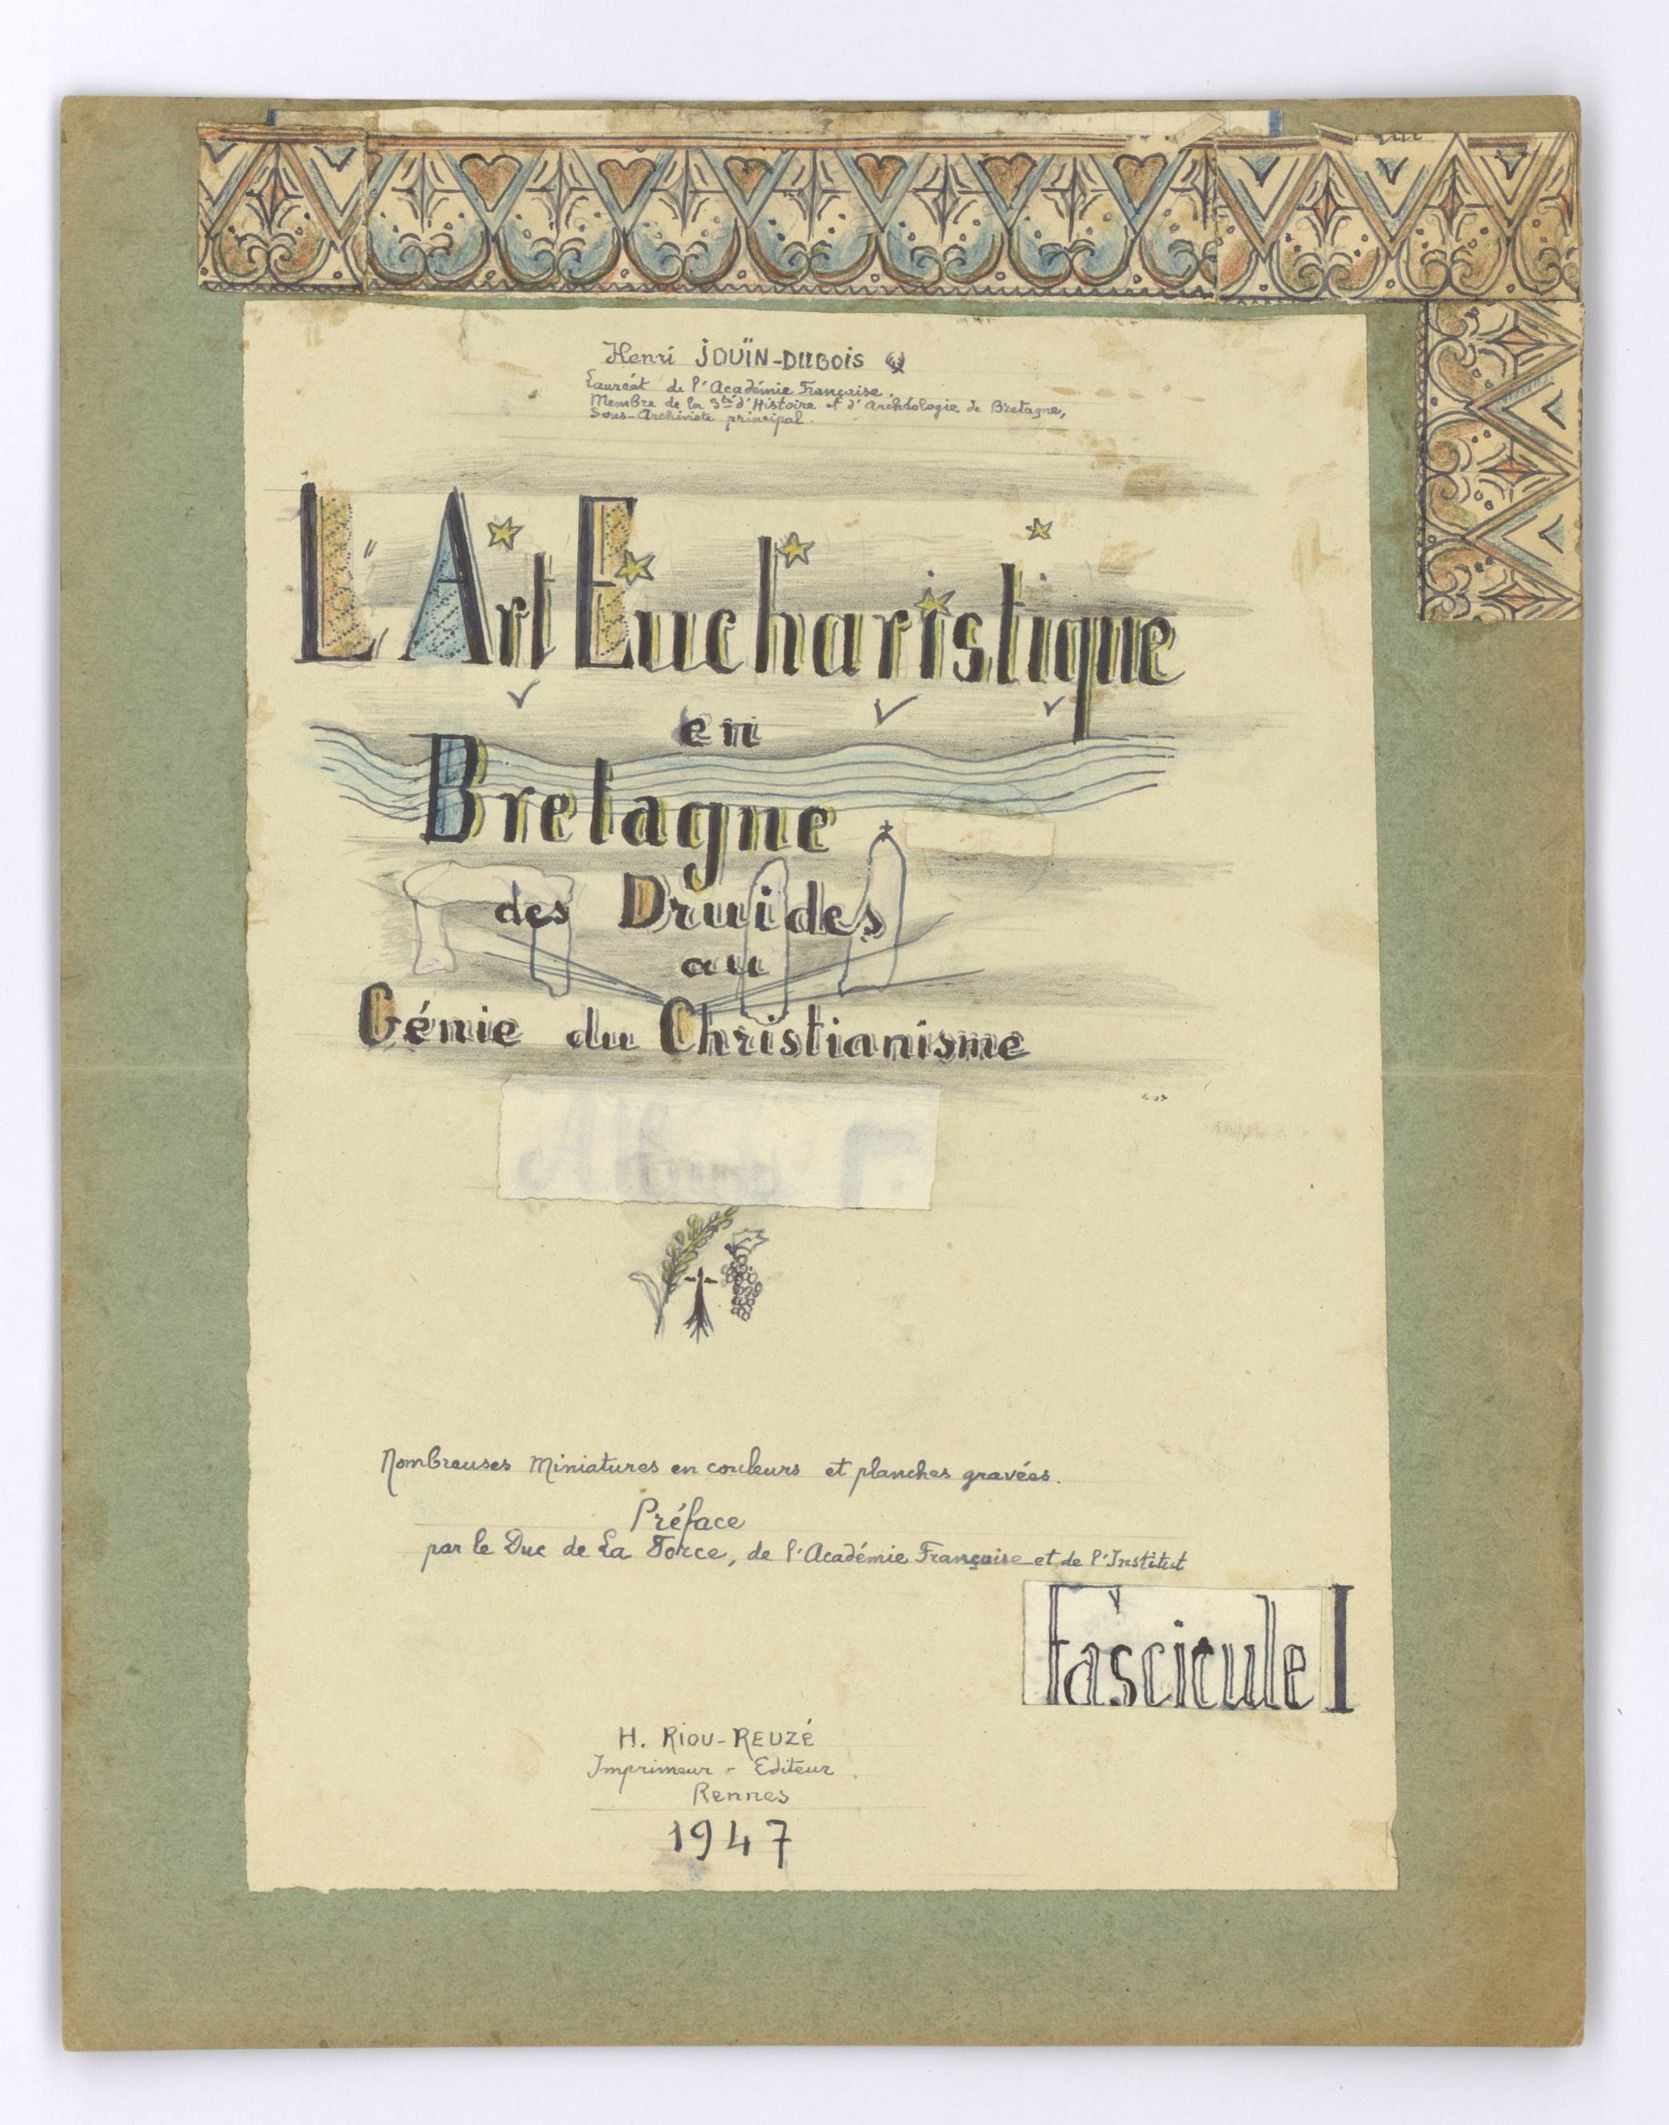 Henri JOUÏN-DUBOIS
Lauréat de l'Académie Française,
Membre de la Sté d'Histoire et d'Archéologie de Bretagne,
Sous-Archiviste principal.
L'Art Eucharistique
en
Bretagne
des Druides
au
Génie du Christianisme
Nombreuses miniatures en couleurs et planches gravées.
Préface
par le Duc de La Force, de l'Académie Française et de l'Institut
Fascicule I
H. RIOU-REUZÉ
Imprimeur - Editeur
Rennes
1947